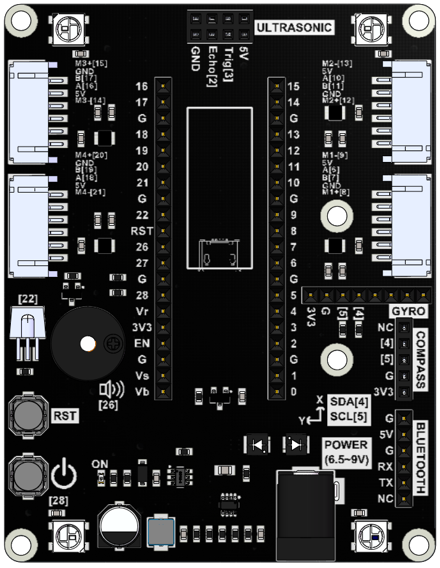 ULTRASONIC
5V
Trig[3]
Echo[2]
GND
M3+[15]
GND
B[17]
A[16]
5V
M3-[14]
M2-[13]
5V
A[10]
B[11]
GND
M2+[12]
M4+[20]
GND
B[19]
A[18]
5V
M4-[21]
M1-[9]
5V
A[6]
B[7]
GND
M1+[8]
16
17
G
18
19
20
21
G
22
RST
26
27
G
28
Vr
3V3
EN
G
Vs
Vb
15
14
G
13
12
11
10
G
9
8
7
6
G
5
4
3
2
G
1
0
3V3
G
[5]
[4]
GYRO
[22]
NC
[4]
[5]
G
3V3
COMPASS
[26]
RST
X
Y
SDA[4]
SCL[5]
G
5V
G
RX
TX
NC
BLUETOOTH
POWER
(6.5~9V)
ON
[28]